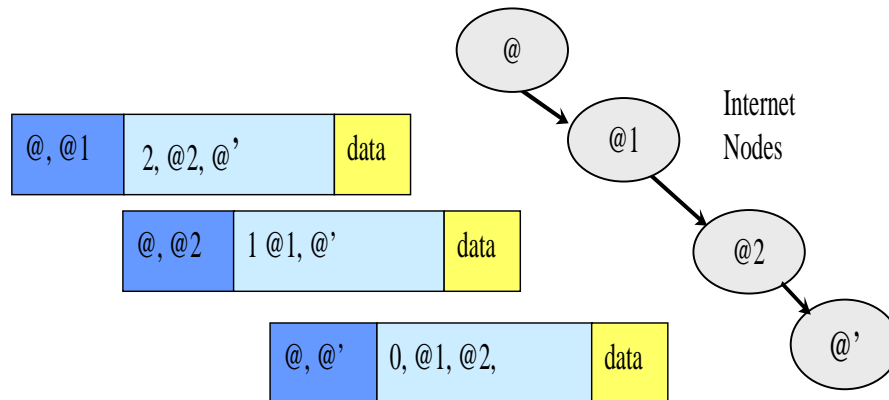 @
Internet
Nodes
@1
@, @1
2, @2, @’
data
@, @2
1 @1, @’
data
@2
@, @’
0, @1, @2,
data
@’